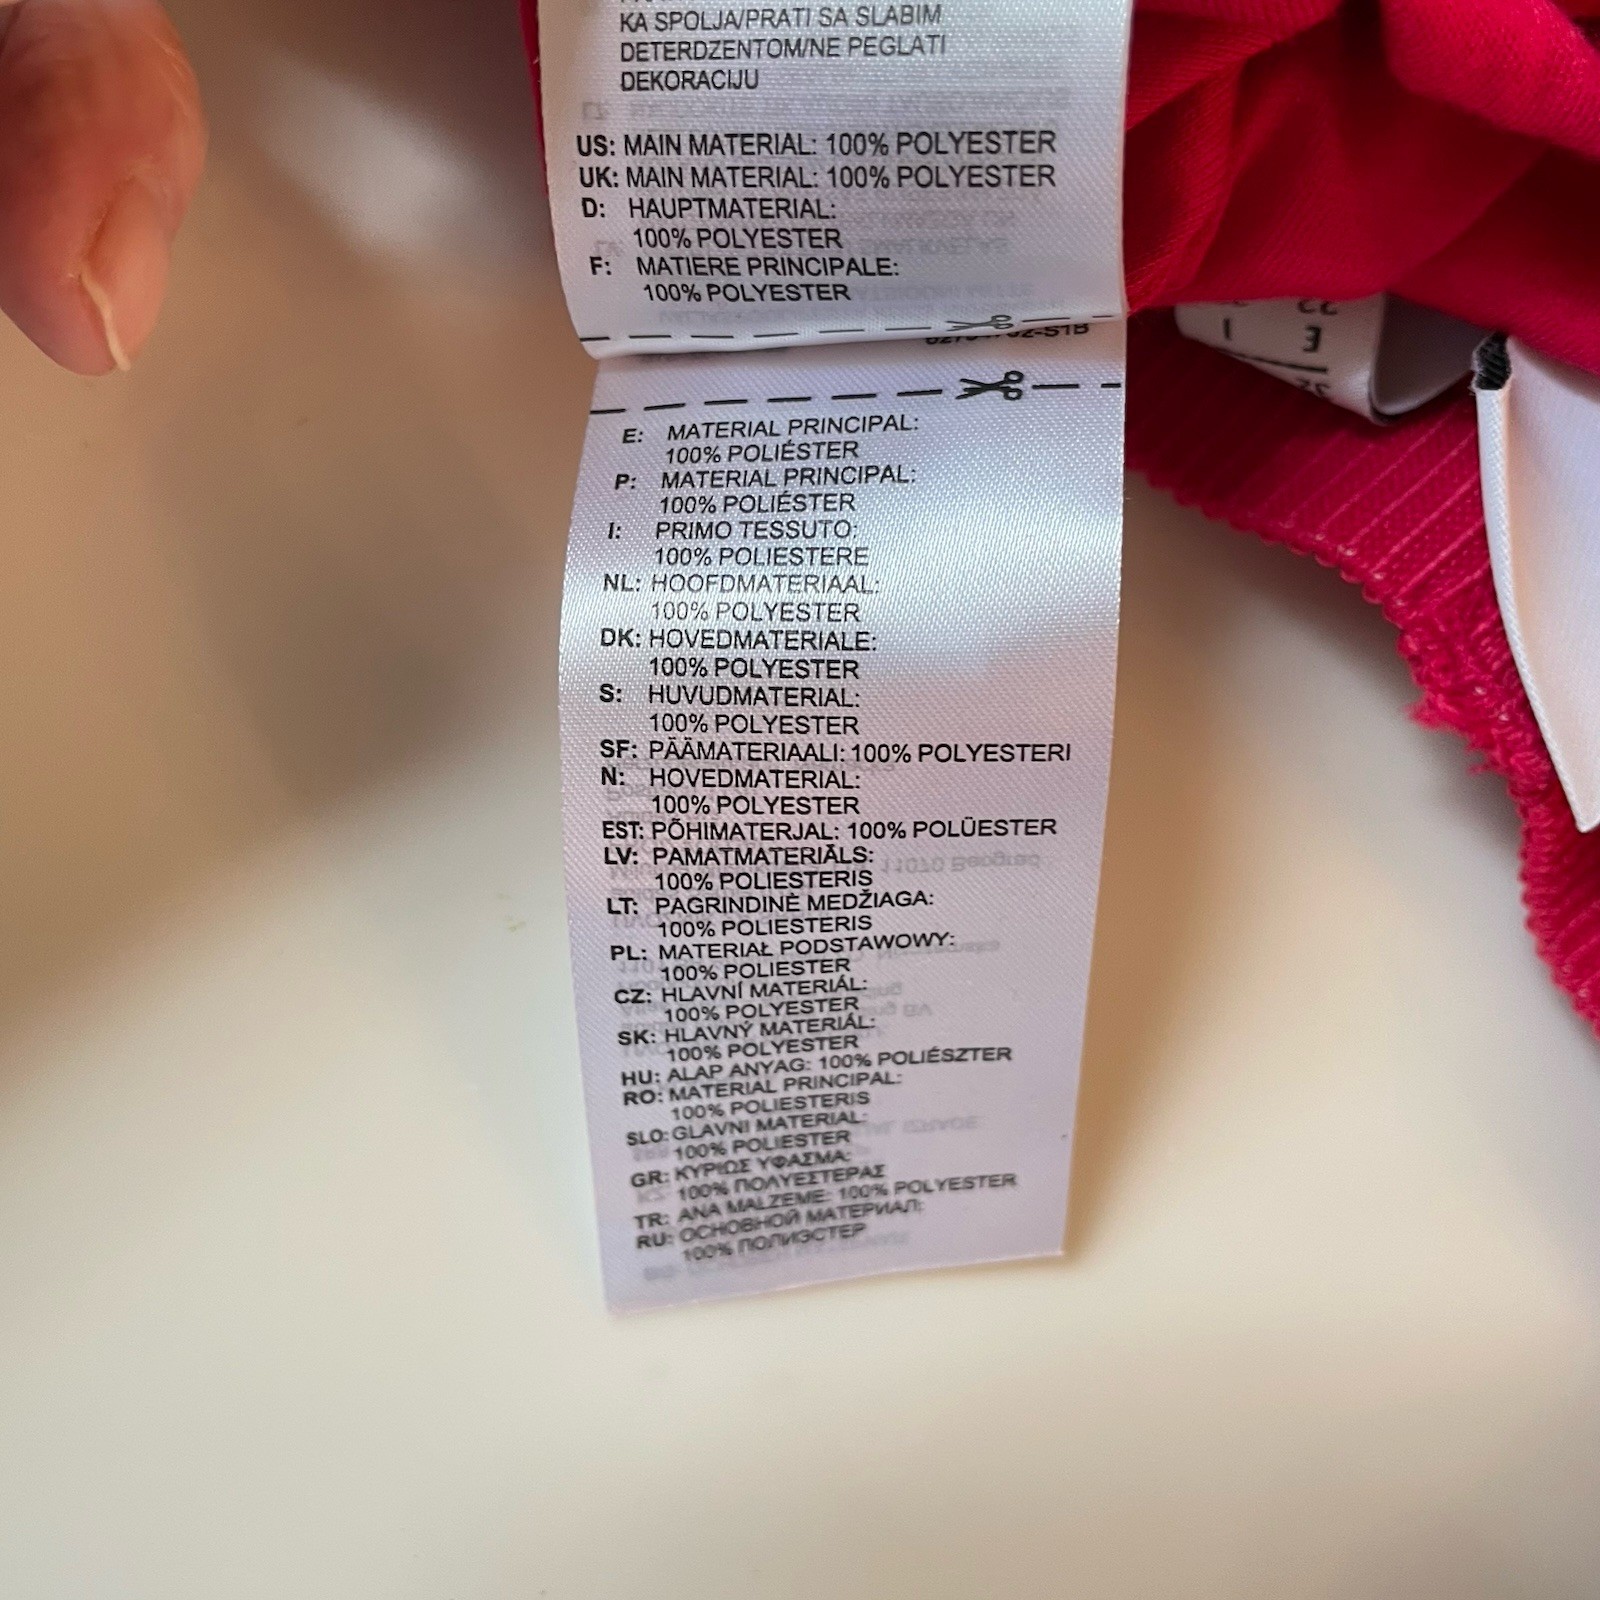 KA SPOLJA/PRATI SA SLABIM
DETERDZENTOM/NE PEGLATI
DEKORACIJU
US: MAIN MATERIAL: 100% POLYESTER
UK: MAIN MATERIAL: 100% POLYESTER
D: HAUPTMATERIAL:
100% POLYESTER
F: MATIERE PRINCIPALE:
100% POLYESTER
E: MATERIAL PRINCIPAL:
100% POLIÉSTER
P: MATERIAL PRINCIPAL:
100% POLIÉSTER
I: PRIMO TESSUTO:
100% POLIESTERE
NL: HOOFDMATERIAAL:
100% POLYESTER
DK: HOVEDMATERIALE:
100% POLYESTER
S: HUVUDMATERIAL:
100% POLYESTER
SF: PÄÄMATERIAALI: 100% POLYESTERI
N: HOVEDMATERIAL:
100% POLYESTER
EST: PÕHIMATERJAL: 100% POLÜESTER
LV: PAMATMATERIĀLS:
100% POLIESTERIS
LT: PAGRINDINĖ MEDŽIAGA:
100% POLIESTERIS
PL: MATERIAŁ PODSTAWOWY:
100% POLIESTER
CZ: HLAVNÍ MATERIÁL:
100% POLYESTER
SK: HLAVNÝ MATERIÁL:
100% POLYESTER
HU: ALAP ANYAG: 100% POLIÉSZTER
RO: MATERIAL PRINCIPAL:
100% POLIESTERIS
SLO: GLAVNI MATERIAL:
100% POLIESTER
GR: ΚΥΡΙΩΣ ΥΦΑΣΜΑ:
100% ΠΟΛΥΕΣΤΕΡΑΣ
TR: ANA MALZEME: 100% POLYESTER
RU: ОСНОВНОЙ МАТЕРИАЛ:
100% ПОЛИЭСТЕР